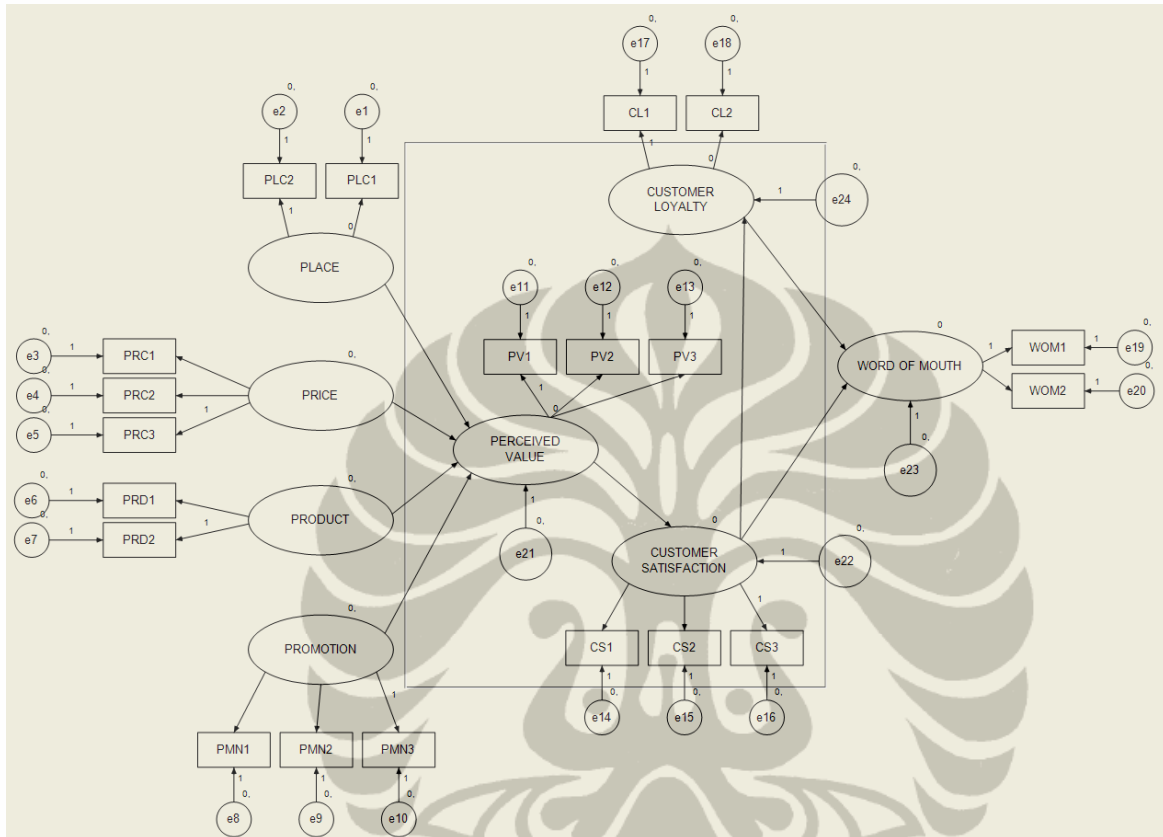 0, 0,
e17 e18
1 1
CL1 CL2
1 0
0, 0,
e2 e1
1 1
PLC2 PLC1
1 0
PLACE
CUSTOMER
LOYALTY
1
0,
e24
0, 0, 0,
e11 e12 e13
1 1 1
PV1 PV2 PV3
1
0
0,
e3 1 PRC1
0,
e4 1 PRC2
0,
e5 1 PRC3
1
0,
PRICE
PERCEIVED
VALUE
1
0,
e21
0
WORD OF MOUTH
1
0,
e23
1 WOM1 1 0, e19
WOM2 1 0, e20
0,
e6 1 PRD1
0,
e7 1 PRD2
1
0,
PRODUCT
0
CUSTOMER
SATISFACTION
1
0,
e22
1
CS1 CS2 CS3
1 1 1
0, 0, 0,
e14 e15 e16
0,
PROMOTION
1
PMN1 PMN2 PMN3
1 1 1
0, 0, 0,
e8 e9 e10